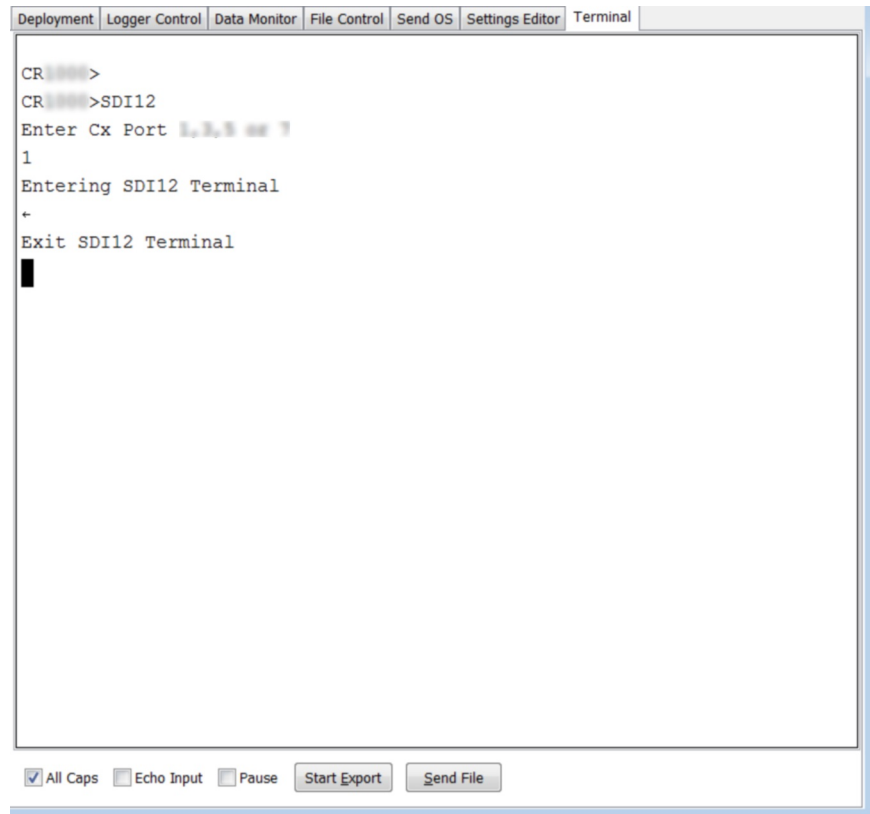 Deployment Logger Control Data Monitor File Control Send OS Settings Editor Terminal
CR >
CR >SDI12
Enter Cx Port
1
Entering SDI12 Terminal
←
Exit SDI12 Terminal
All Caps Echo Input Pause Start Export Send File